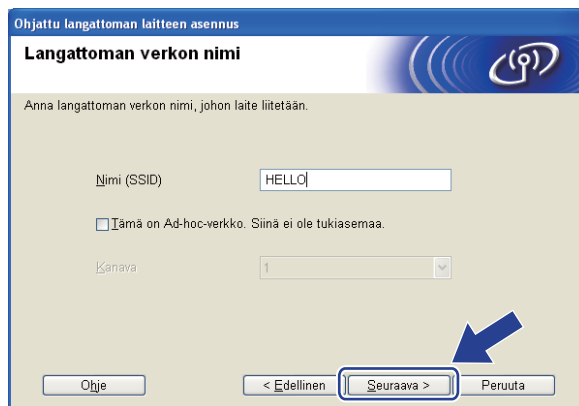 Ohjattu langattoman laitteen asennus
Langattoman verkon nimi
Anna langattoman verkon nimi, johon laite liitetään.
Nimi (SSID) HELLO
Tämä on Ad-hoc-verkko. Siinä ei ole tukiasemaa.
Kanava 1
Ohje < Edellinen Seuraava > Peruuta